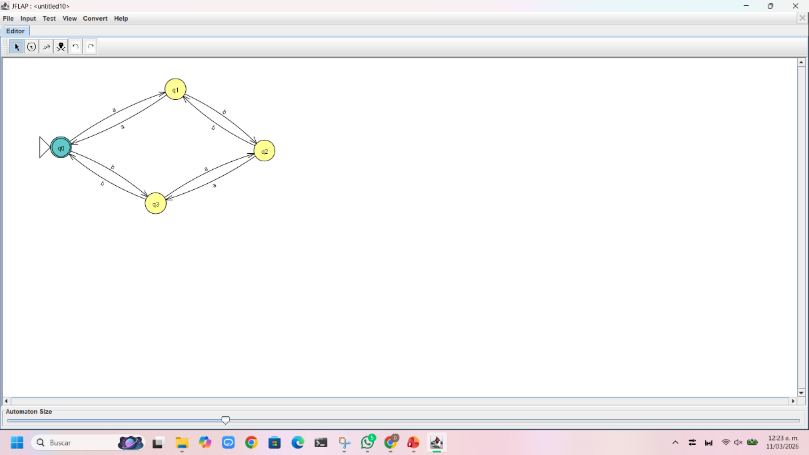 JFLAP : <untitled10>
File Input Test View Convert Help
Editor
q1
a
b
a
b
q0
q2
b
a
b
a
q3
Automaton Size
Buscar
12:23 a. m.
11/03/2026